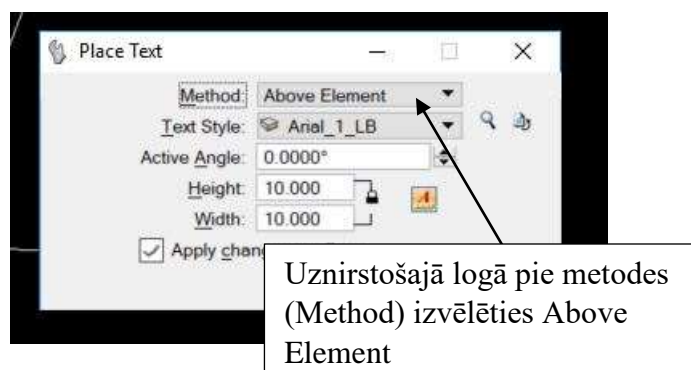 Place Text
Method: Above Element
Text Style: Arial_1_LB
Active Angle: 0.0000°
Height: 10.000
Width: 10.000
Apply
Uznirstošajā logā pie metodes
(Method) izvēlēties Above
Element